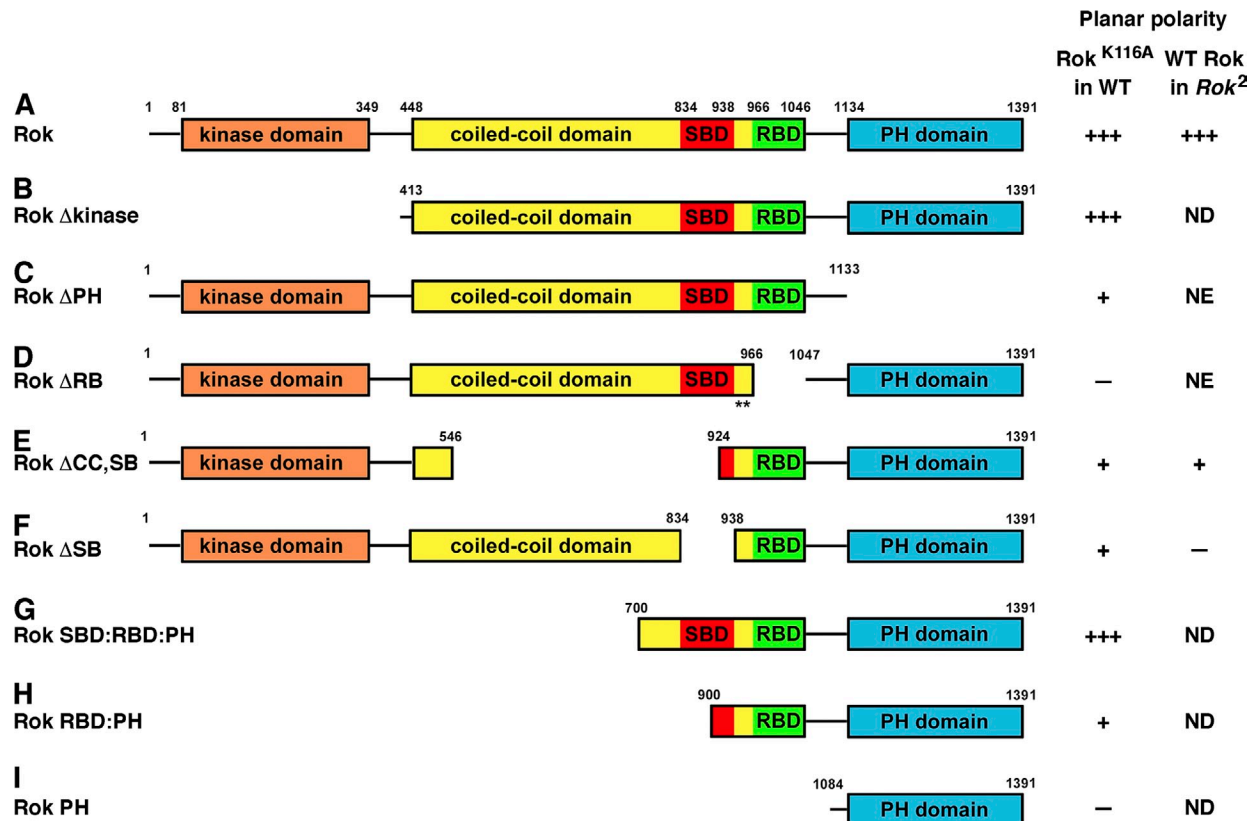 Planar polarity
Rok K116A in WT
WT Rok in Rok2
A
Rok
1 81 349 448 834 938 966 1046 1134 1391
kinase domain coiled-coil domain SBD RBD PH domain
+++ +++
B
Rok Δkinase
413 1391
coiled-coil domain SBD RBD PH domain
+++ ND
C
Rok ΔPH
1 1133
kinase domain coiled-coil domain SBD RBD
+ NE
D
Rok ΔRB
1 966 1047 1391
kinase domain coiled-coil domain SBD PH domain
**
— NE
E
Rok ΔCC,SB
1 546 924 1391
kinase domain RBD PH domain
+ +
F
Rok ΔSB
1 834 938 1391
kinase domain coiled-coil domain RBD PH domain
+ —
G
Rok SBD:RBD:PH
700 1391
SBD RBD PH domain
+++ ND
H
Rok RBD:PH
900 1391
RBD PH domain
+ ND
I
Rok PH
1084 1391
PH domain
— ND